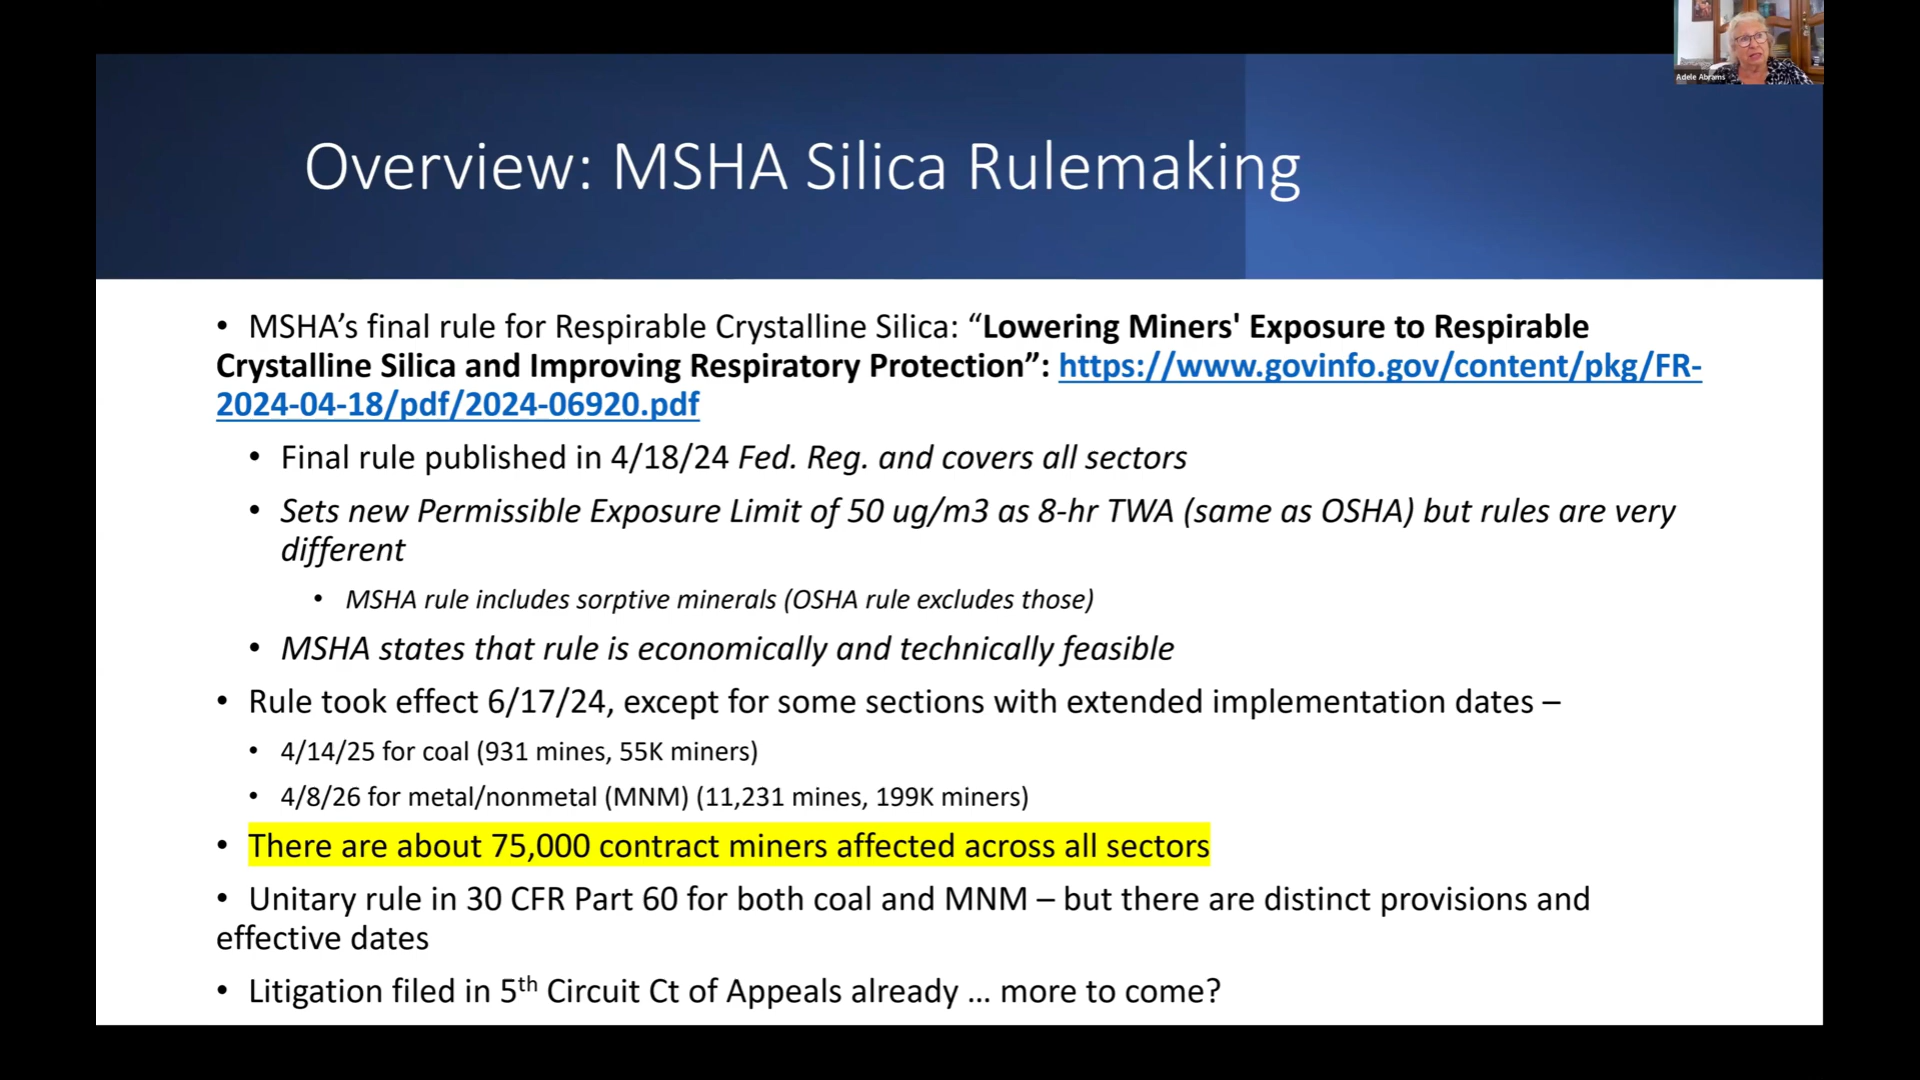 Adele Abrams
Overview: MSHA Silica Rulemaking
• MSHA’s final rule for Respirable Crystalline Silica: “Lowering Miners' Exposure to Respirable
Crystalline Silica and Improving Respiratory Protection”: https://www.govinfo.gov/content/pkg/FR-
2024-04-18/pdf/2024-06920.pdf
• Final rule published in 4/18/24 Fed. Reg. and covers all sectors
• Sets new Permissible Exposure Limit of 50 ug/m3 as 8-hr TWA (same as OSHA) but rules are very
different
• MSHA rule includes sorptive minerals (OSHA rule excludes those)
• MSHA states that rule is economically and technically feasible
• Rule took effect 6/17/24, except for some sections with extended implementation dates –
• 4/14/25 for coal (931 mines, 55K miners)
• 4/8/26 for metal/nonmetal (MNM) (11,231 mines, 199K miners)
• There are about 75,000 contract miners affected across all sectors
• Unitary rule in 30 CFR Part 60 for both coal and MNM – but there are distinct provisions and
effective dates
• Litigation filed in 5th Circuit Ct of Appeals already … more to come?